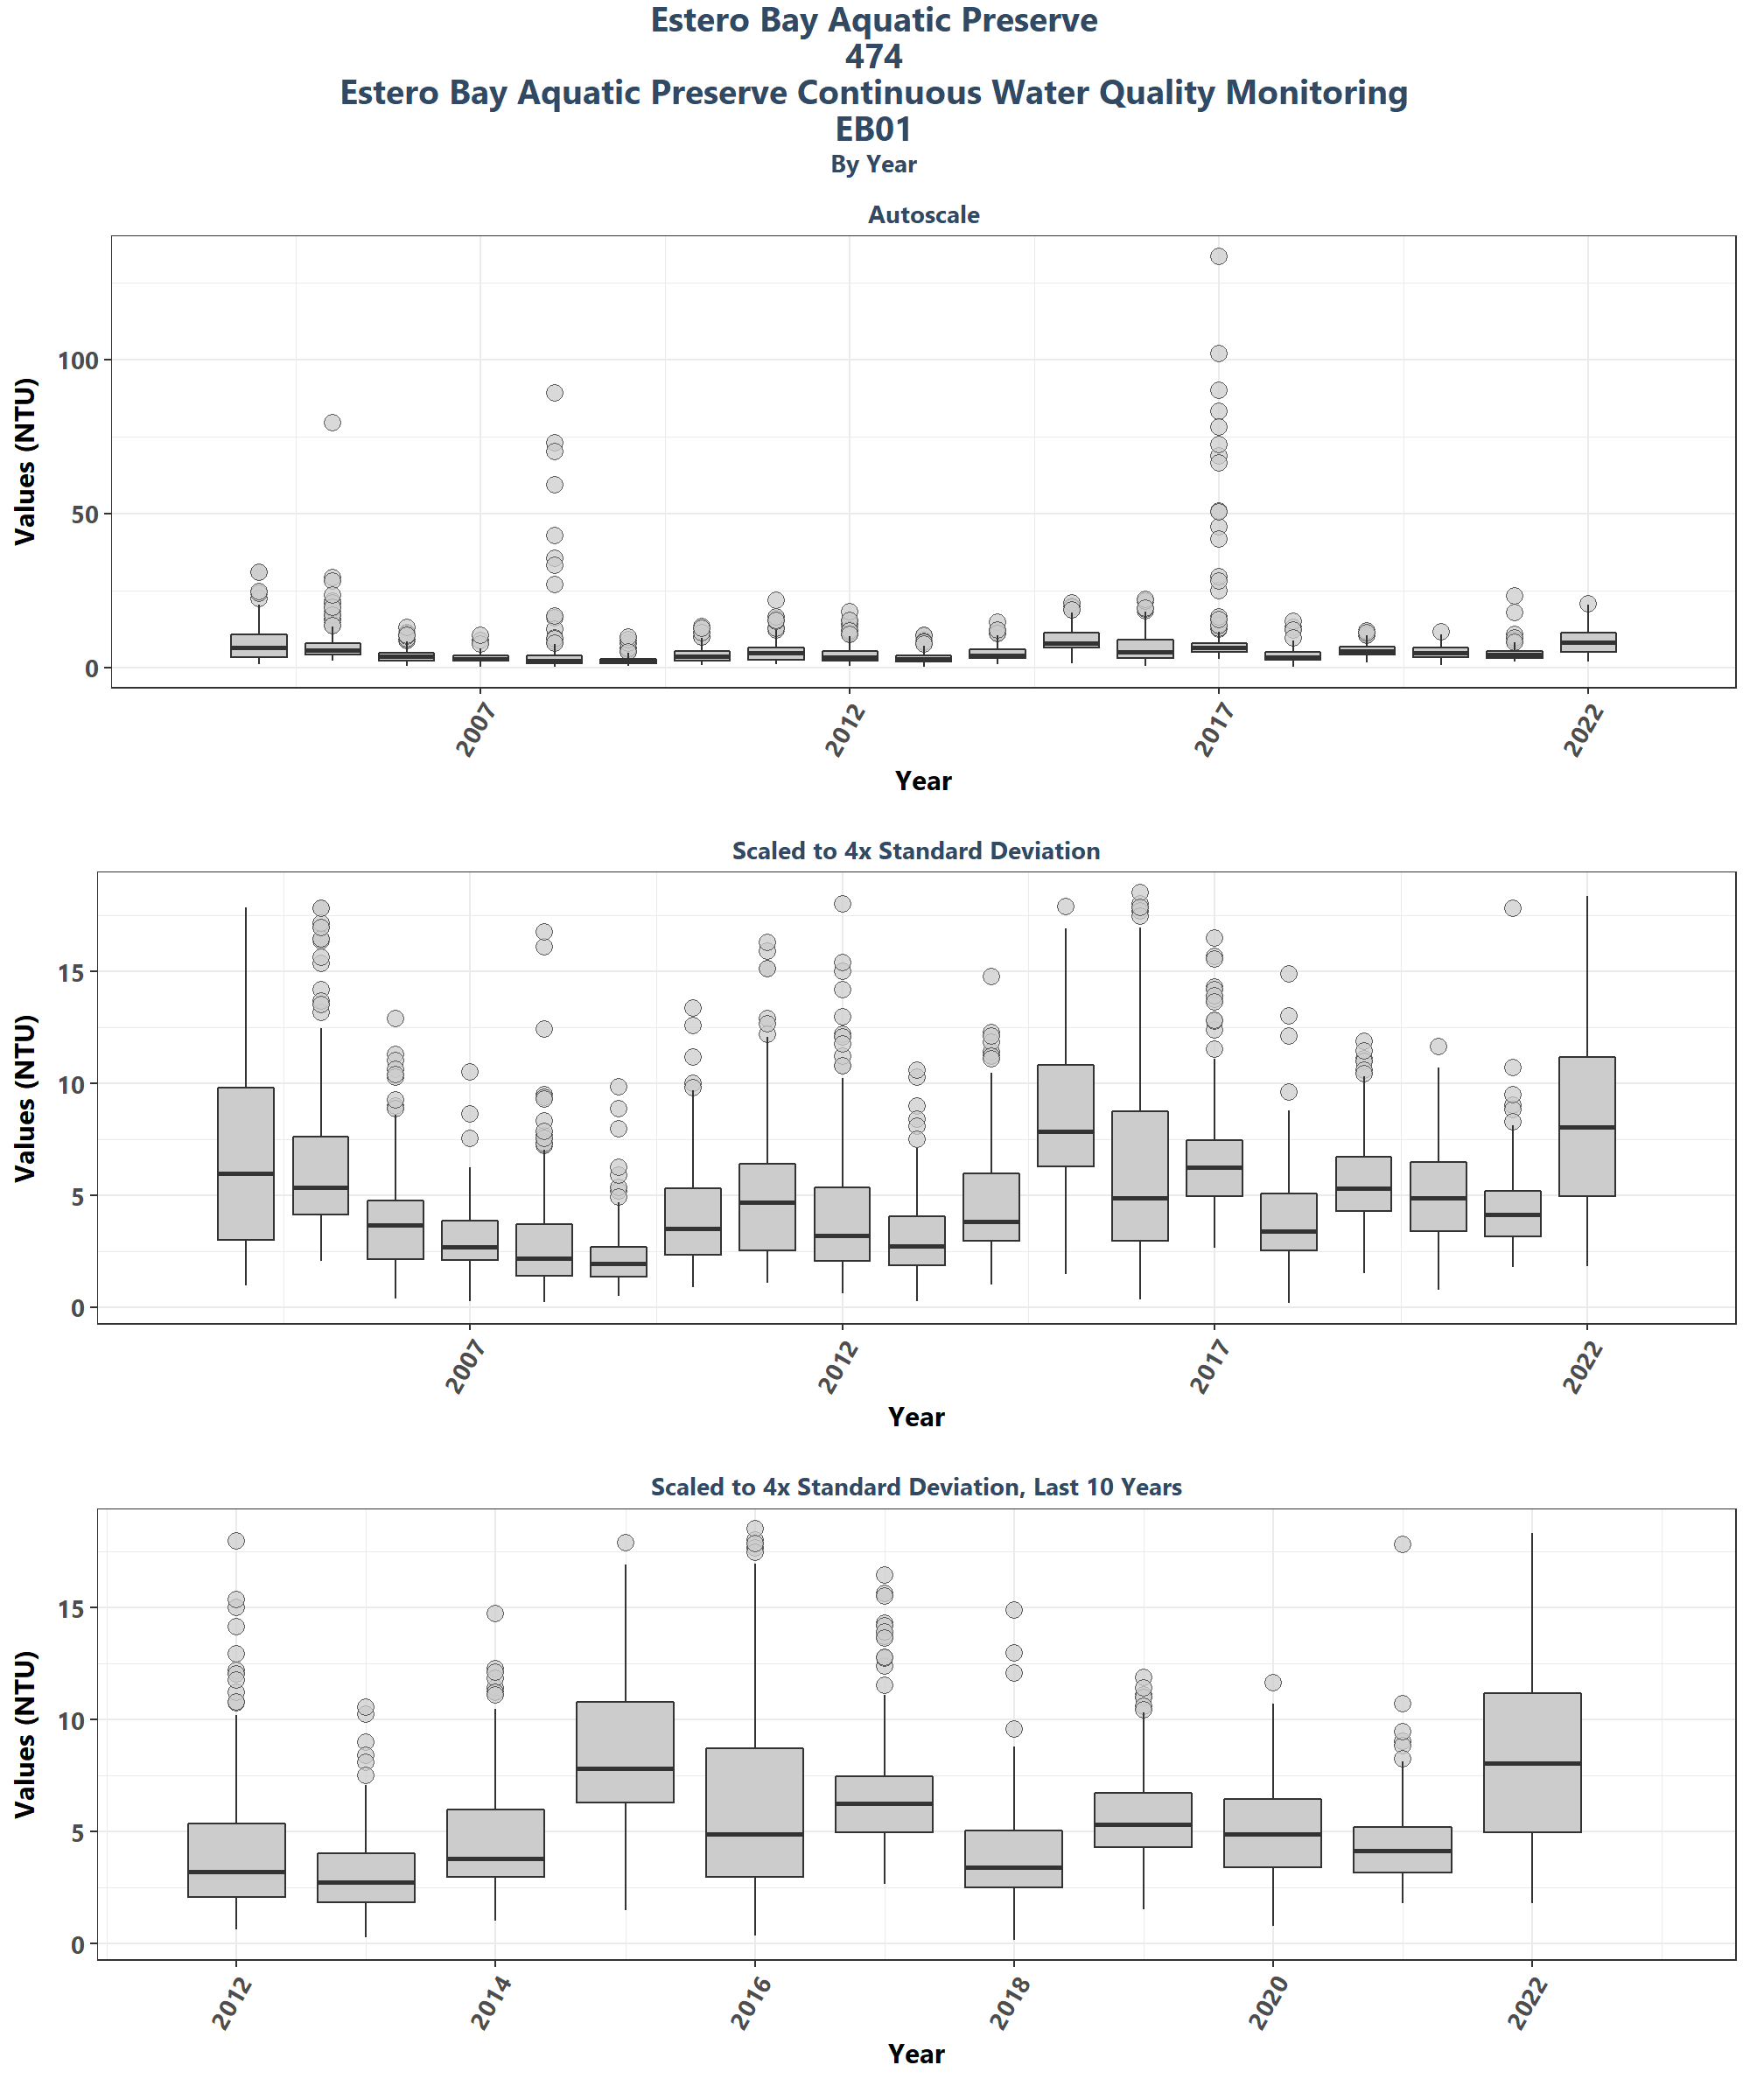 Estero Bay Aquatic Preserve
474
Estero Bay Aquatic Preserve Continuous Water Quality Monitoring
EB01
By Year
Autoscale
Values (NTU)
100
50
0
2007
2012
2017
2022
Year
Scaled to 4x Standard Deviation
Values (NTU)
15
10
5
0
2007
2012
2017
2022
Year
Scaled to 4x Standard Deviation, Last 10 Years
Values (NTU)
15
10
5
0
2012
2014
2016
2018
2020
2022
Year